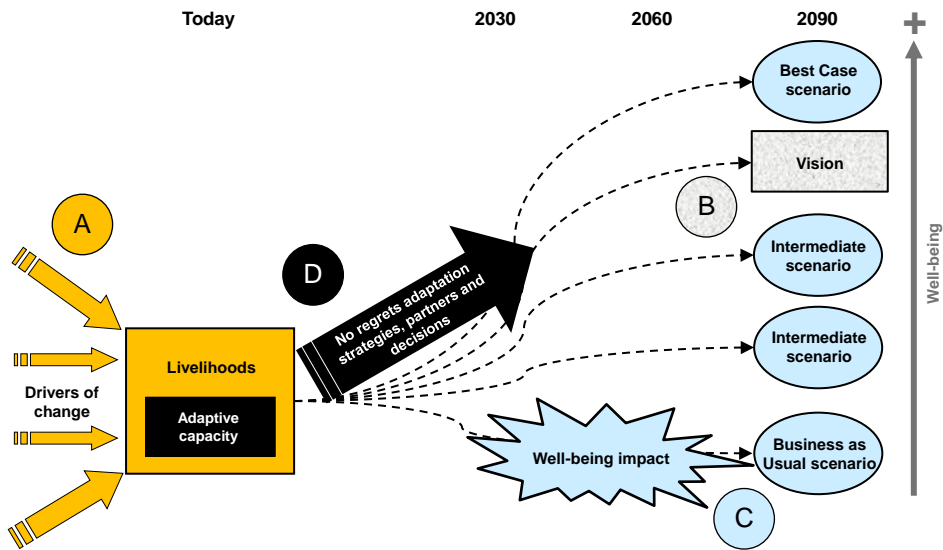 Today 2030 2060 2090 +
Best Case
scenario
Vision
A
B
D
Intermediate
scenario
Well-being
No regrets adaptation
strategies, partners and
decisions
Livelihoods
Intermediate
scenario
Drivers of
change
Adaptive
capacity
Well-being impact
Business as
Usual scenario
C